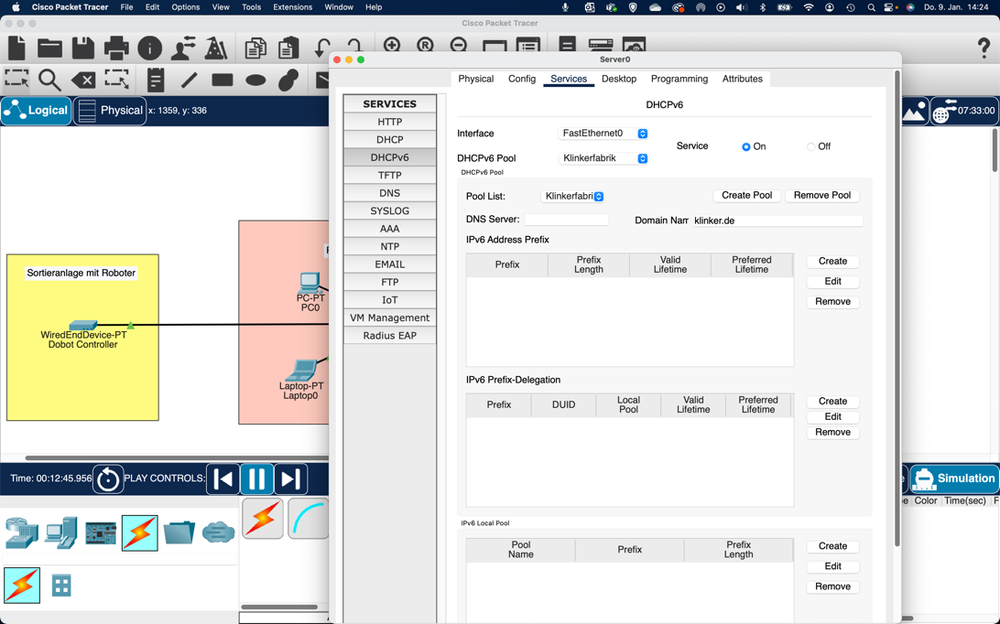 Cisco Packet Tracer File Edit Options View Tools Extensions Window Help Do. 9. Jan. 14:24
Cisco Packet Tracer
Server0
Physical Config Services Desktop Programming Attributes
Logical Physical x: 1359, y: 336 07:33:00
SERVICES
HTTP
DHCP
DHCPv6
TFTP
DNS
SYSLOG
AAA
NTP
EMAIL
FTP
IoT
VM Management
Radius EAP
DHCPv6
Interface FastEthernet0
Service On Off
DHCPv6 Pool Klinkerfabrik
DHCPv6 Pool
Pool List: Klinkerfabri Create Pool Remove Pool
DNS Server: Domain Nam klinker.de
IPv6 Address Prefix
Prefix Prefix Length Valid Lifetime Preferred Lifetime
Create
Edit
Remove
IPv6 Prefix-Delegation
Prefix DUID Local Pool Valid Lifetime Preferred Lifetime
Create
Edit
Remove
IPv6 Local Pool
Pool Name Prefix Prefix Length
Create
Edit
Remove
Sortieranlage mit Roboter
WiredEndDevice-PT
Dobot Controller
PC-PT
PC0
Laptop-PT
Laptop0
Time: 00:12:45.956 PLAY CONTROLS:
Simulation
Color Time(sec)